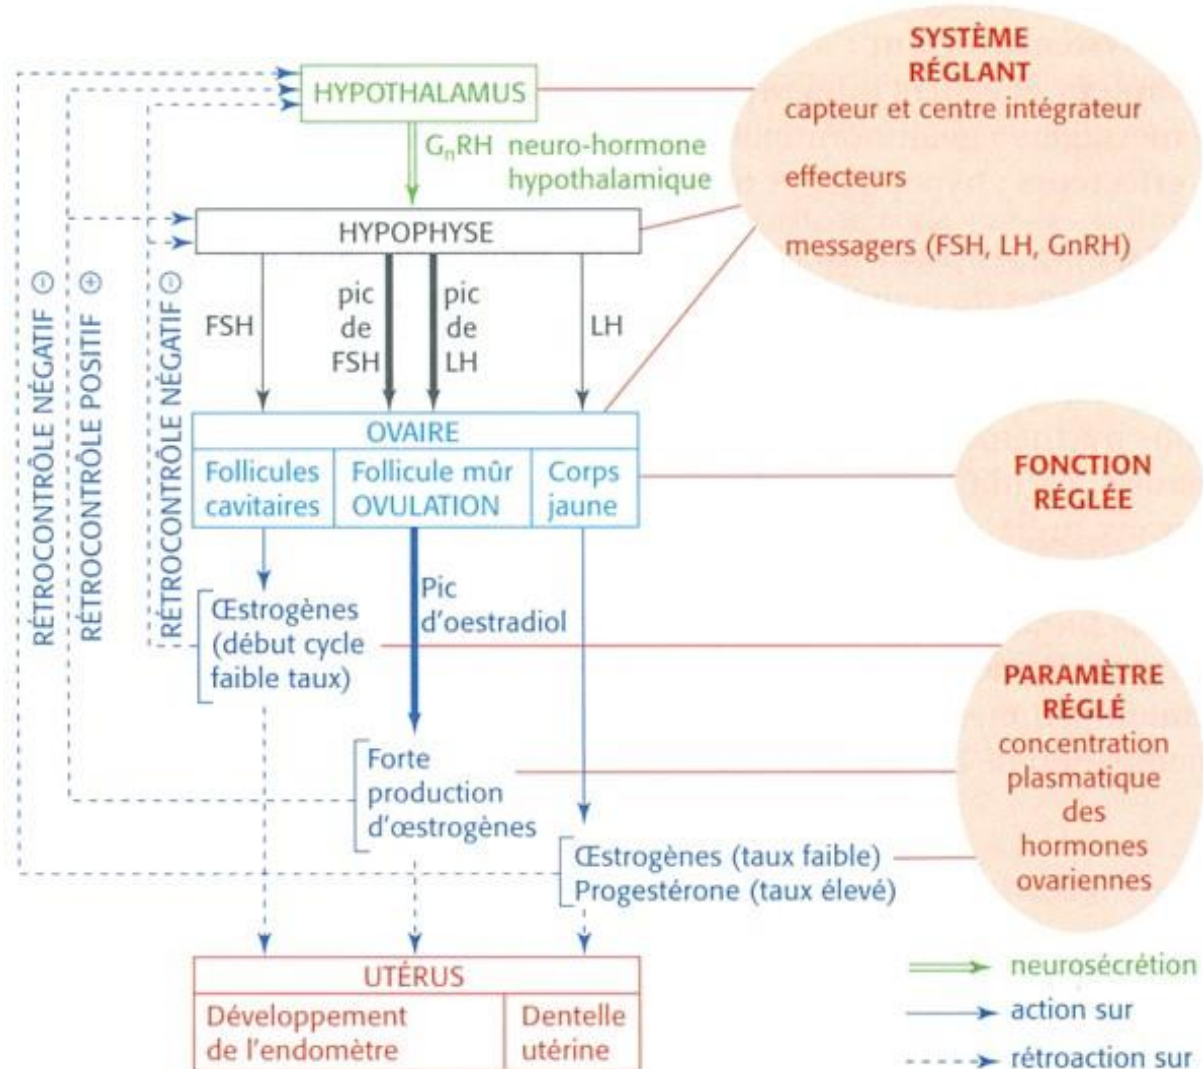 SYSTÈME
RÉGLANT
capteur et centre intégrateur
effecteurs
messagers (FSH, LH, GnRH)
HYPOTHALAMUS
GnRH neuro-hormone
hypothalamique
HYPOPHYSE
RÉTROCONTRÔLE NÉGATIF ⊖
RÉTROCONTRÔLE POSITIF ⊕
RÉTROCONTRÔLE NÉGATIF ⊖
FSH
pic
de
FSH
pic
de
LH
LH
OVAIRE
Follicules
cavitaires
Follicule mûr
OVULATION
Corps
jaune
FONCTION
RÉGLÉE
Œstrogènes
(début cycle
faible taux)
Pic
d'oestradiol
Forte
production
d'œstrogènes
Œstrogènes (taux faible)
Progestérone (taux élevé)
PARAMÈTRE
RÉGLÉ
concentration
plasmatique
des
hormones
ovariennes
UTÉRUS
Développement
de l'endomètre
Dentelle
utérine
neurosécrétion
action sur
rétroaction sur